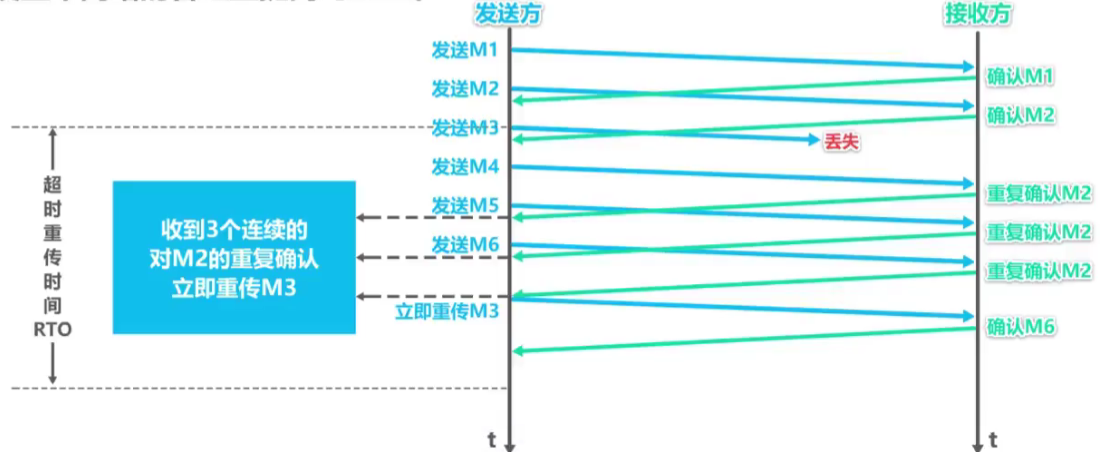 发送方
接收方
发送M1
确认M1
发送M2
确认M2
发送M3
丢失
发送M4
重复确认M2
发送M5
重复确认M2
发送M6
重复确认M2
立即重传M3
确认M6
超
时
重
传
时
间
RTO
收到3个连续的
对M2的重复确认
立即重传M3
t
t